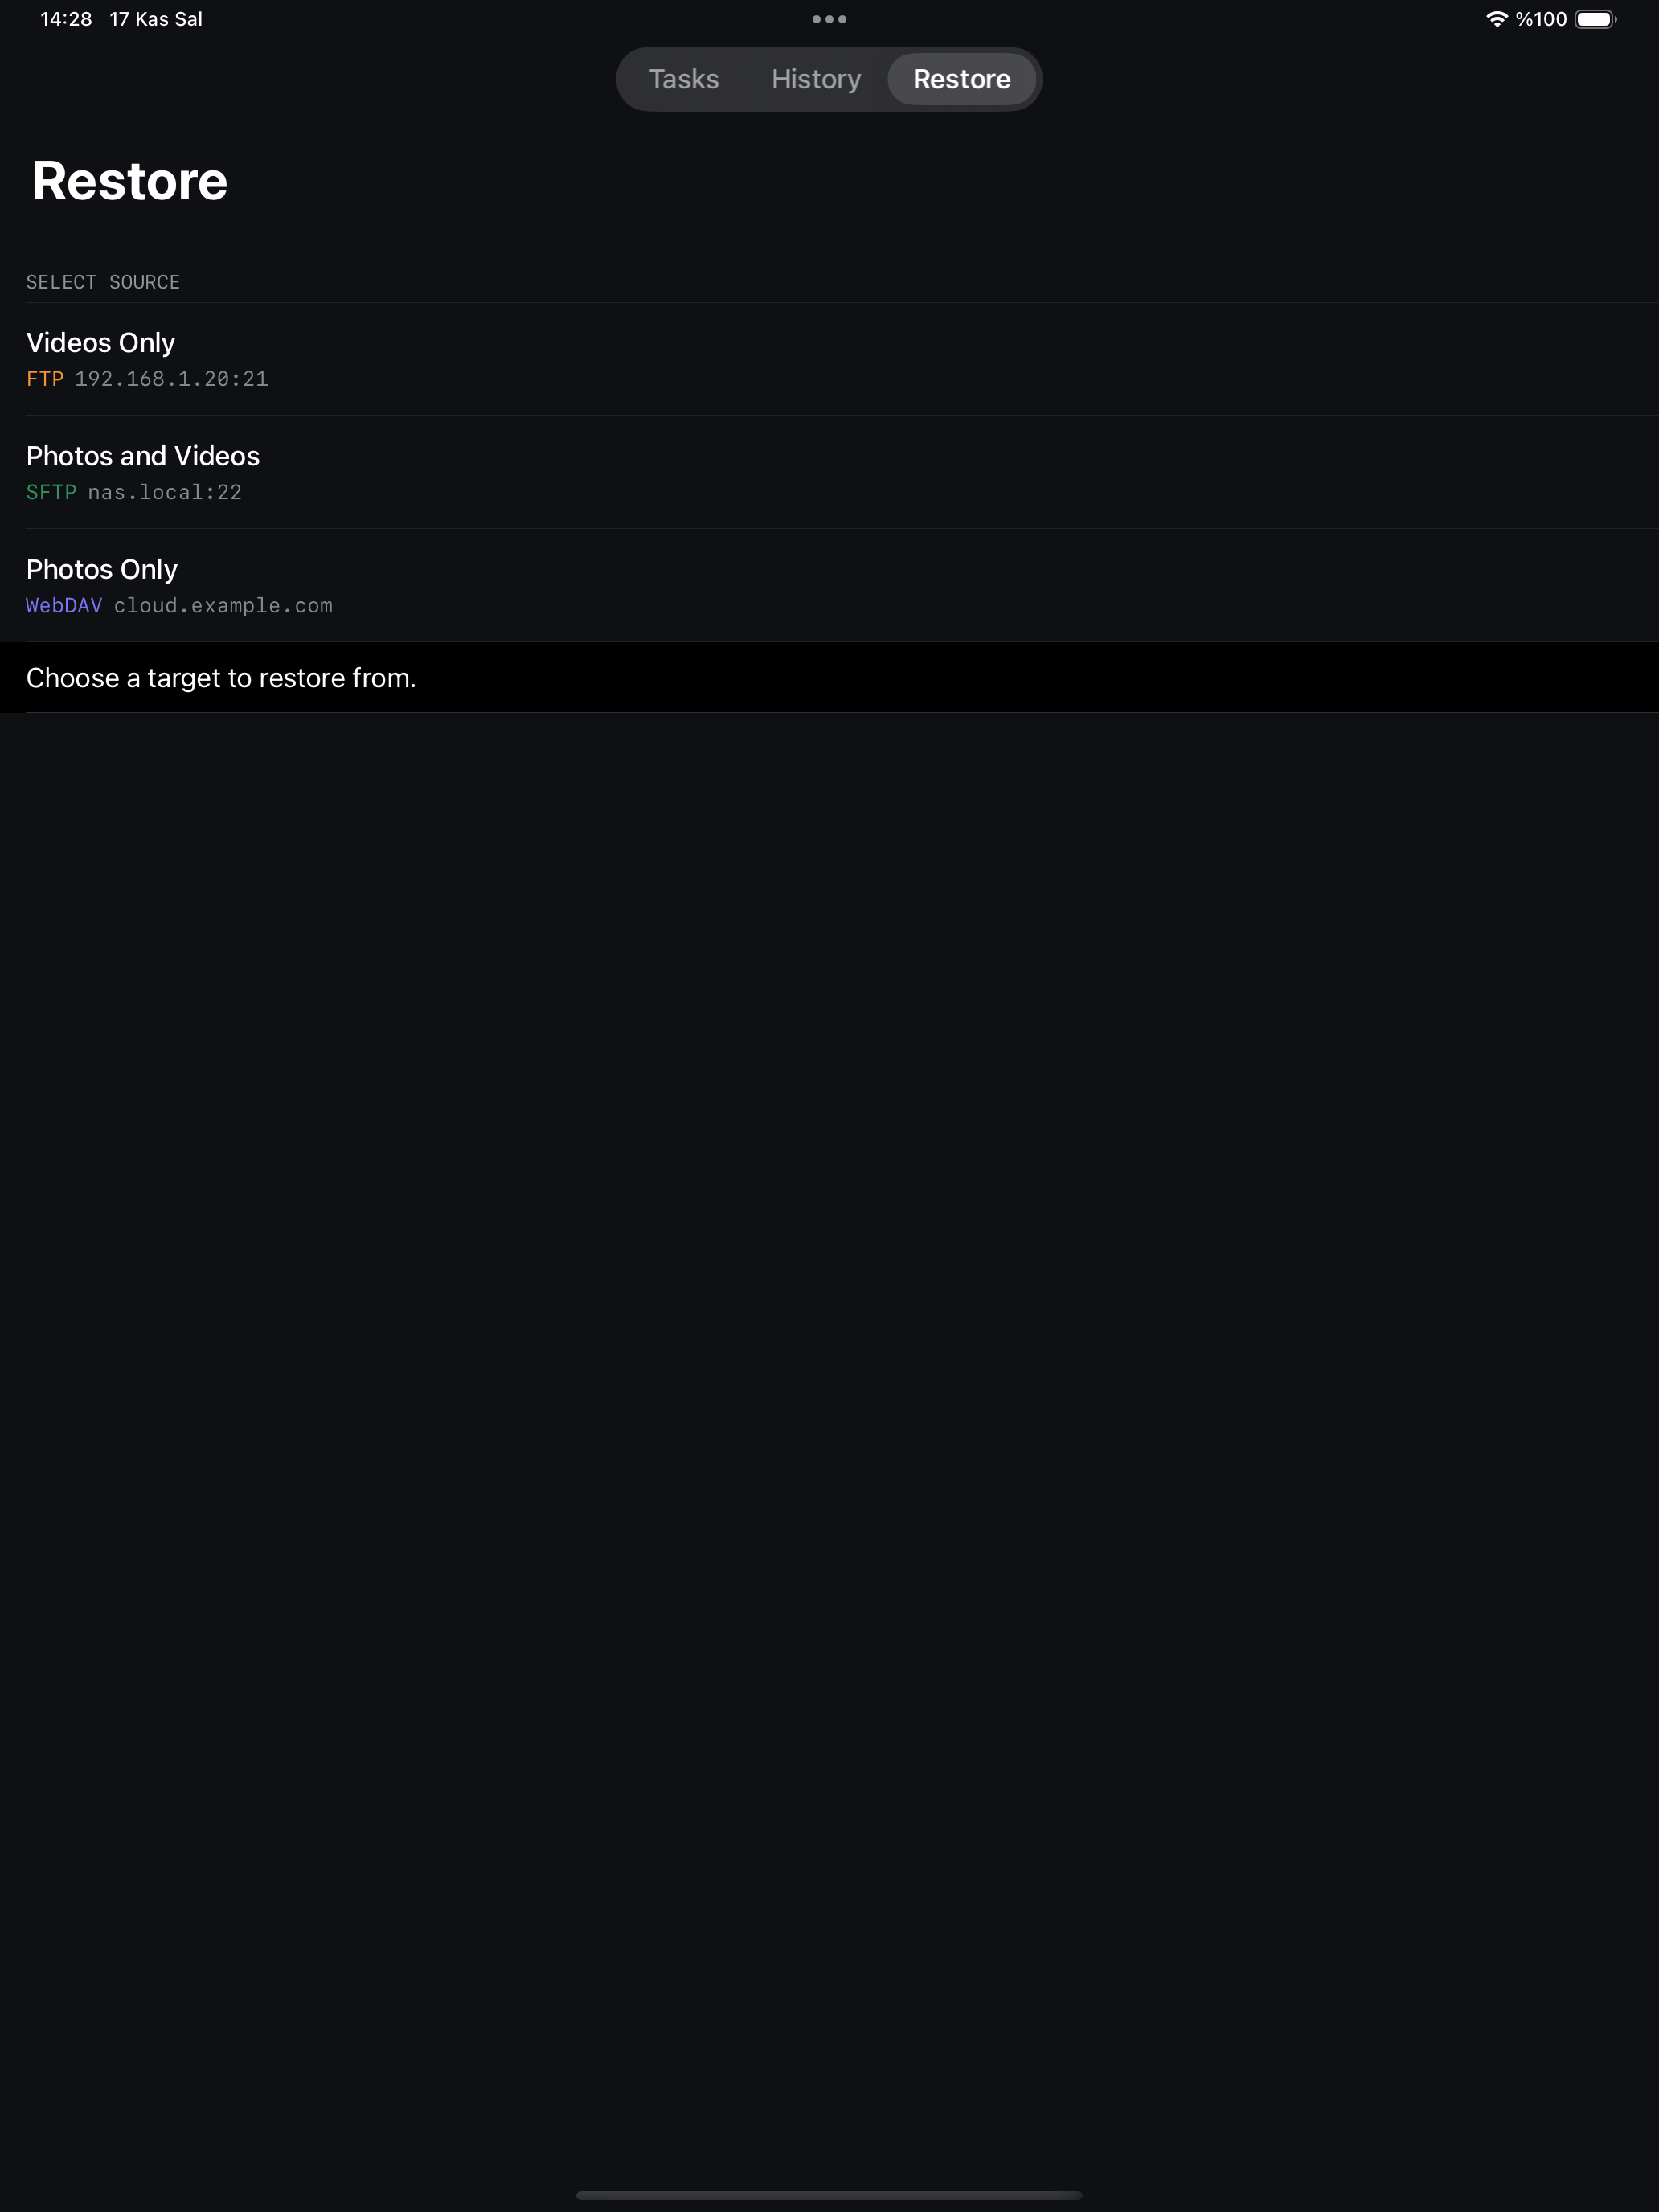 14:28 17 Kas Sal %100
Tasks History Restore
Restore
SELECT SOURCE
Videos Only
FTP 192.168.1.20:21
Photos and Videos
SFTP nas.local:22
Photos Only
WebDAV cloud.example.com
Choose a target to restore from.